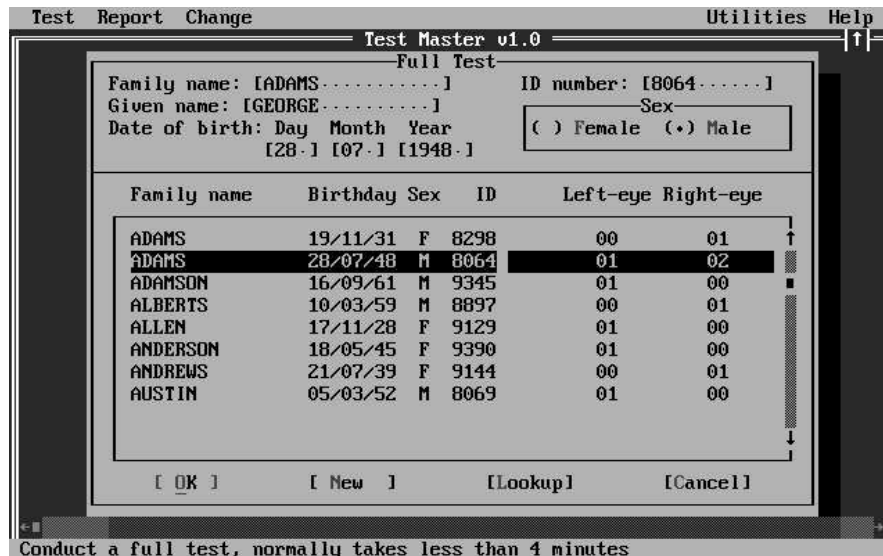 Test Report Change Utilities Help
Test Master v1.0
Full Test
Family name: [ADAMS···········] ID number: [8064······]
Given name: [GEORGE··········] Sex
Date of birth: Day Month Year ( ) Female (•) Male
[28·] [07·] [1948·]
Family name Birthday Sex ID Left-eye Right-eye
ADAMS 19/11/31 F 8298 00 01
ADAMS 28/07/48 M 8064 01 02
ADAMSON 16/09/61 M 9345 01 00
ALBERTS 10/03/59 M 8897 00 01
ALLEN 17/11/28 F 9129 01 00
ANDERSON 18/05/45 F 9390 01 00
ANDREWS 21/07/39 F 9144 00 01
AUSTIN 05/03/52 M 8069 01 00
[ OK ] [ New ] [Lookup] [Cancel]
Conduct a full test, normally takes less than 4 minutes